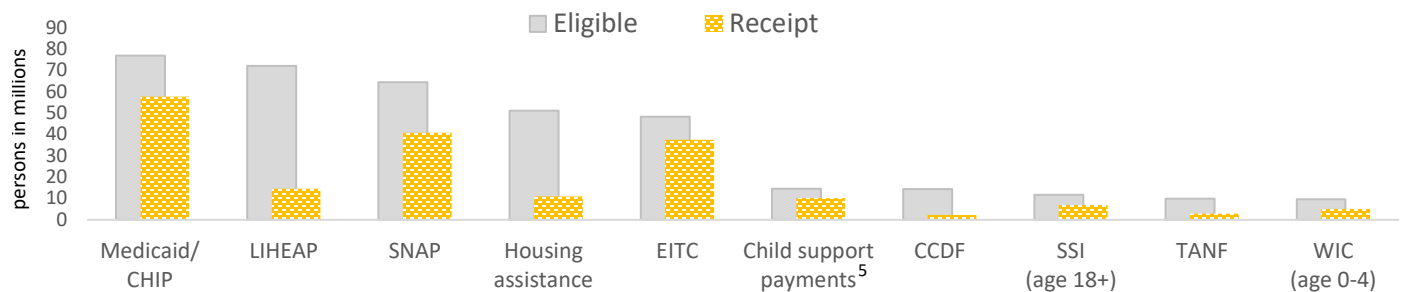 Eligible
Receipt
persons in millions
90
80
70
60
50
40
30
20
10
0
Medicaid/
CHIP
LIHEAP
SNAP
Housing
assistance
EITC
Child support
payments5
CCDF
SSI
(age 18+)
TANF
WIC
(age 0-4)